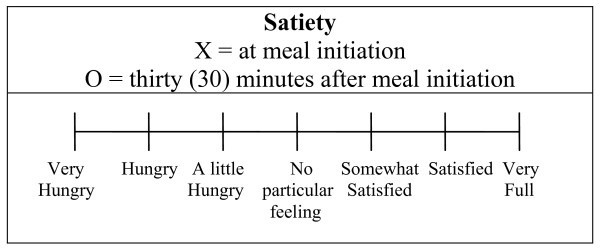 Satiety
X = at meal initiation
O = thirty (30) minutes after meal initiation
Very Hungry
Hungry
A little Hungry
No particular feeling
Somewhat Satisfied
Satisfied
Very Full